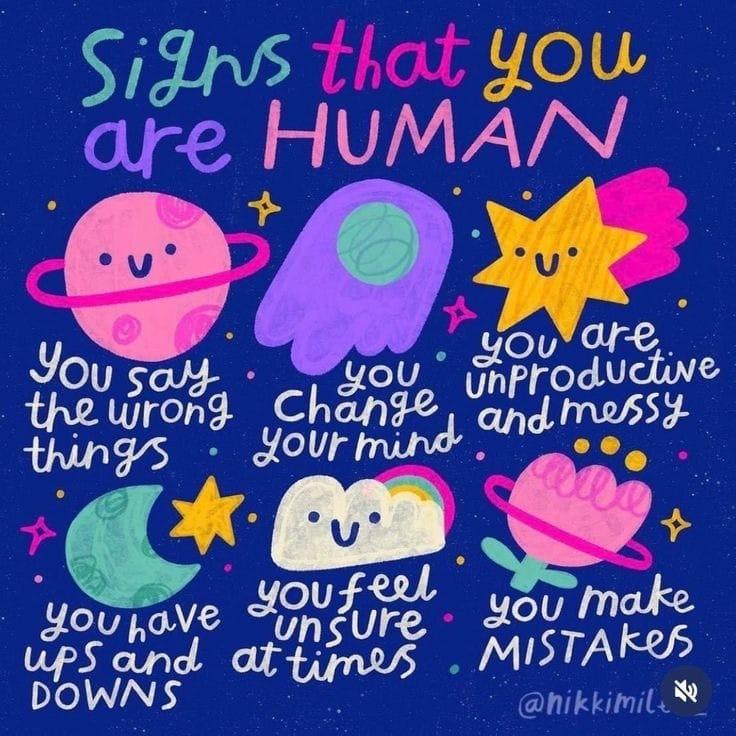 Signs that you
are HUMAN
you say
the wrong
things
you
change
your mind
you are
unproductive
and messy
you have
ups and
DOWNS
you feel
unsure
at times
you make
MISTAKES